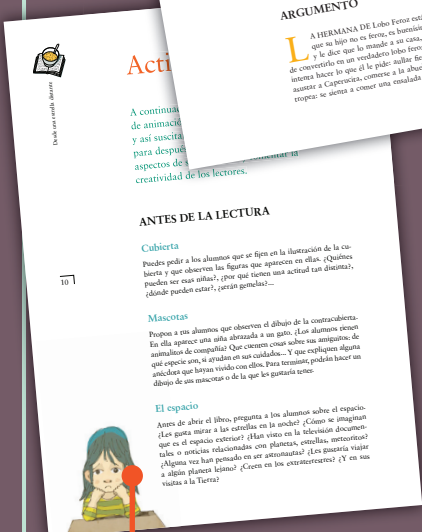 ARGUMENTO
LA HERMANA DE Lobo Feroz est
que su hijo no es feroz, es buenísi
y le dice que lo mande a su casa,
de convertirlo en un verdadero lobo feroz
intenta hacer lo que él le pide: aullar fie
asustar a Caperucita, comerse a la abue
tropea: se sienta a comer una ensalada
Acti
Desde una estrella distante
A continua
de animació
y así suscita
para despué
aspectos de s
creatividad de los lectores.
ANTES DE LA LECTURA
Cubierta
Puedes pedir a los alumnos que se fijen en la ilustración de la cu-
bierta y que observen las figuras que aparecen en ellas. ¿Quiénes
pueden ser esas niñas?, ¿por qué tienen una actitud tan distinta?,
¿dónde pueden estar?, ¿serán gemelas?...
10
Mascotas
Propon a tus alumnos que observen el dibujo de la contracubierta.
En ella aparece una niña abrazada a un gato. ¿Los alumnos tienen
animalitos de compañía? Que cuenten cosas sobre sus amiguitos: de
qué especie son, si ayudan en sus cuidados... Y que expliquen alguna
anécdota que hayan vivido con ellos. Para terminar, podrán hacer un
dibujo de sus mascotas o de la que les gustaría tener.
El espacio
Antes de abrir el libro, pregunta a los alumnos sobre el espacio.
¿Les gusta mirar a las estrellas en la noche? ¿Cómo se imaginan
que es el espacio exterior? ¿Han visto en la televisión documen-
tales o noticias relacionadas con planetas, estrellas, meteoritos?
¿Alguna vez han pensado en ser astronautas? ¿Les gustaría viajar
a algún planeta lejano? ¿Creen en los extraterrestres? ¿Y en sus
visitas a la Tierra?